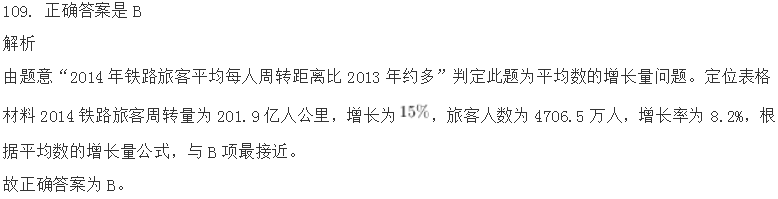 109. 正确答案是 B
解析
由题意“2014 年铁路旅客平均每人周转距离比 2013 年约多”判定此题为平均数的增长量问题。定位表格
材料 2014 铁路旅客周转量为 201.9 亿人公里，增长为 15%，旅客人数为 4706.5 万人，增长率为 8.2%，根
据平均数的增长量公式，与 B 项最接近。
故正确答案为 B。